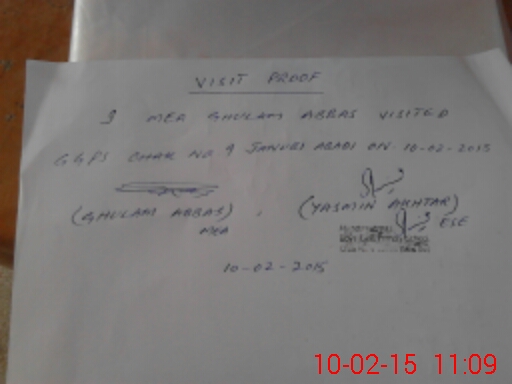 VISIT PROOF
I MEA GHULAM ABBAS VISITED
GGPS CHAK NO 9 ABADI ON 10-02-2015
(GHULAM ABBAS), (YASMIN AKHTAR)
MEA ESE
10-02-2015
10-02-15 11:09